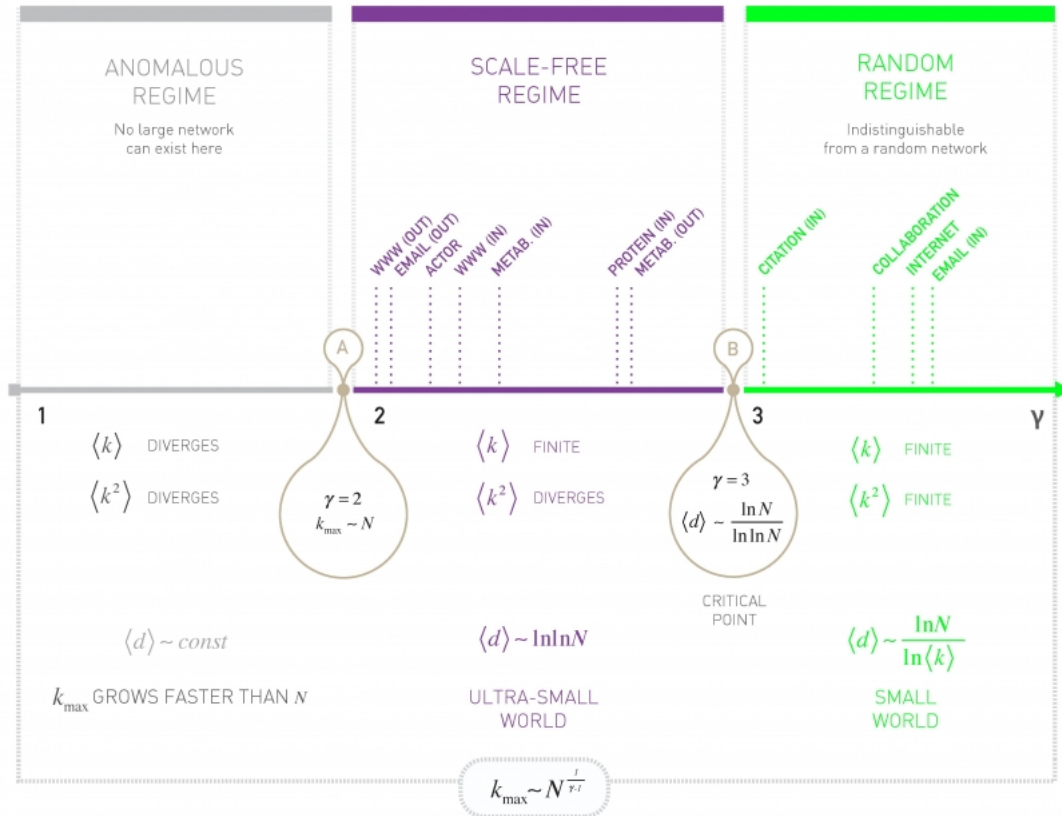 ANOMALOUS
REGIME
No large network
can exist here
SCALE-FREE
REGIME
RANDOM
REGIME
Indistinguishable
from a random network
WWW (OUT)
EMAIL (OUT)
ACTOR
WWW (IN)
METAB. (IN)
PROTEIN (IN)
METAB. (OUT)
CITATION (IN)
COLLABORATION
INTERNET
EMAIL (IN)
A
B
1
2
3
γ
⟨k⟩ DIVERGES
⟨k²⟩ DIVERGES
γ = 2
k_max ~ N
⟨k⟩ FINITE
⟨k²⟩ DIVERGES
γ = 3
⟨d⟩ ~ lnN / lnlnN
CRITICAL
POINT
⟨k⟩ FINITE
⟨k²⟩ FINITE
⟨d⟩ ~ const
k_max GROWS FASTER THAN N
⟨d⟩ ~ lnlnN
ULTRA-SMALL
WORLD
⟨d⟩ ~ lnN / ln⟨k⟩
SMALL
WORLD
k_max ~ N^(1/(γ-1))